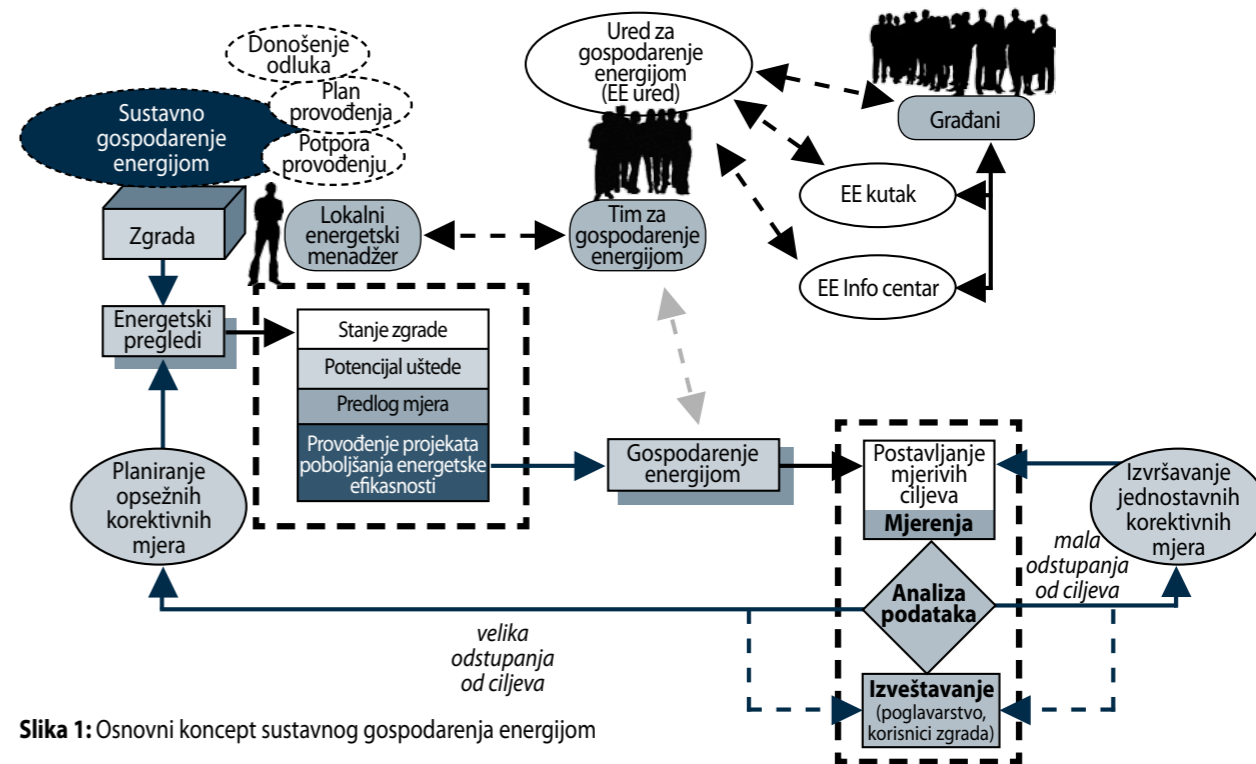 Donošenje
odluka
Plan
provođenja
Potpora
provođenju
Sustavno
gospodarenje
energijom
Zgrada
Lokalni
energetski
menadžer
Ured za
gospodarenje
energijom
(EE ured)
Tim za
gospodarenje
energijom
Građani
EE kutak
EE Info centar
Energetski
pregledi
Stanje zgrade
Potencijal uštede
Predlog mjera
Provođenje projekata
poboljšanja energetske
efikasnosti
Gospodarenje
energijom
Postavljanje
mjerivih
ciljeva
Mjerenja
Izvršavanje
jednostavnih
korektivnih
mjera
Planiranje
opsežnih
korektivnih
mjera
mala
odstupanja
od ciljeva
Analiza
podataka
velika
odstupanja
od ciljeva
Izveštavanje
(poglavarstvo,
korisnici zgrada)
Slika 1: Osnovni koncept sustavnog gospodarenja energijom